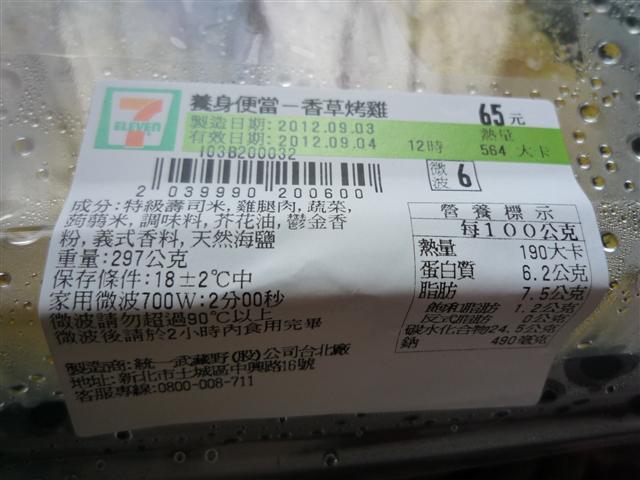 7
ELEVEN
養身便當－香草烤雞
65元
製造日期:2012.09.03
熱量
有效日期:2012.09.04 12時 564 大卡
103B200032
微波 6
2 039990 200600
成分:特級壽司米,雞腿肉,蔬菜,
蒟蒻米,調味料,芥花油,鬱金香
粉,義式香料,天然海鹽
重量:297公克
保存條件:18±2℃中
家用微波700W:2分00秒
微波請勿超過90℃以上
微波後請於2小時內食用完畢
製造商:統一武藏野(股)公司台北廠
地址:新北市土城區中興路16號
客服專線:0800-008-711
營養標示
每100公克
熱量 190大卡
蛋白質 6.2公克
脂肪 7.5公克
飽和脂肪 1.2公克
反式脂肪 0公克
碳水化合物24.5公克
鈉 490毫克